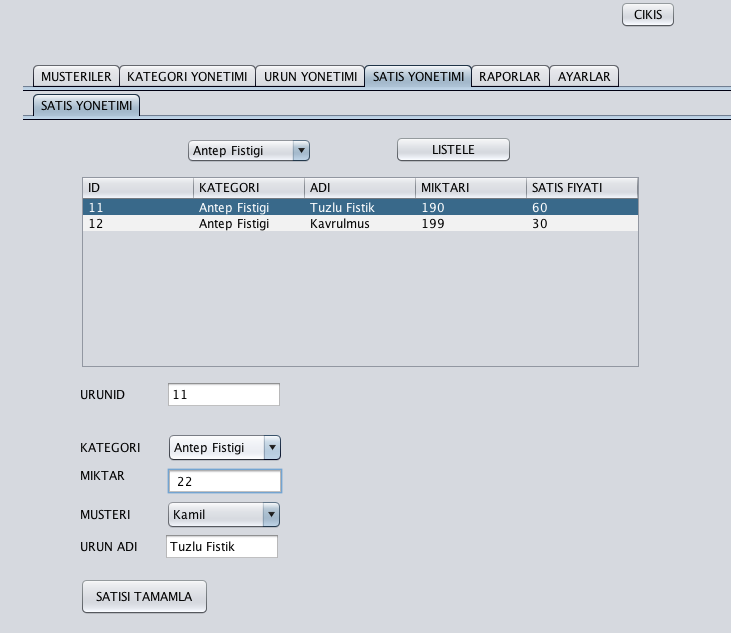 CIKIS
MUSTERILER KATEGORI YONETIMI URUN YONETIMI SATIS YONETIMI RAPORLAR AYARLAR
SATIS YONETIMI
Antep Fistigi LISTELE
ID KATEGORI ADI MIKTARI SATIS FIYATI
11 Antep Fistigi Tuzlu Fistik 190 60
12 Antep Fistigi Kavrulmus 199 30
URUNID 11
KATEGORI Antep Fistigi
MIKTAR 22
MUSTERI Kamil
URUN ADI Tuzlu Fistik
SATISI TAMAMLA